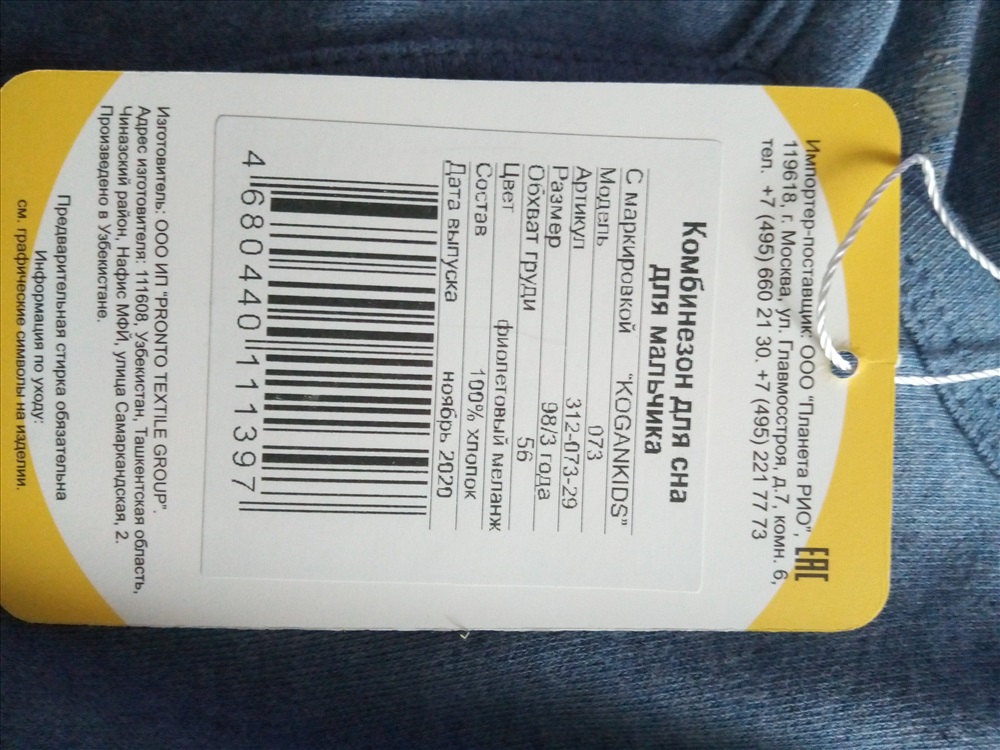 Импортер-поставщик: ООО "Планета РИО",
119618, г. Москва, ул. Главмосстроя, д.7, комн. 6,
тел. +7 (495) 660 21 30. +7 (495) 221 77 73
ЕАС
Комбинезон для сна
для мальчика
С маркировкой "KOGANKIDS"
Модель 073
Артикул 312-073-29
Размер 98/3 года
Обхват груди 56
Цвет фиолетовый меланж
Состав 100% хлопок
Дата выпуска ноябрь 2020
4 680440 111397
Изготовитель: ООО ИП "PRONTO TEXTILE GROUP".
Адрес изготовителя: 111608, Узбекистан, Ташкентская область,
Чиназский район, Нафис МФЙ, улица Самаркандская, 2.
Произведено в Узбекистане.
Предварительная стирка обязательна
Информация по уходу:
см. графические символы на изделии.